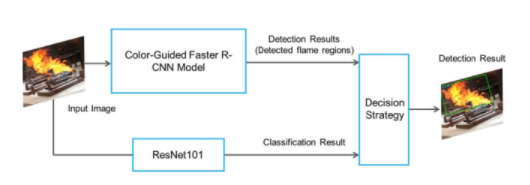 Color-Guided Faster R-
CNN Model
Detection Results
(Detected flame regions)
Detection Result
Input Image
Decision
Strategy
ResNet101
Classification Result